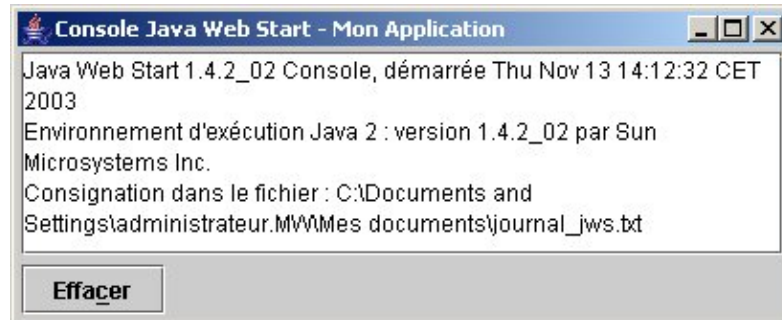 Console Java Web Start - Mon Application
Java Web Start 1.4.2_02 Console, démarrée Thu Nov 13 14:12:32 CET
2003
Environnement d'exécution Java 2 : version 1.4.2_02 par Sun
Microsystems Inc.
Consignation dans le fichier : C:\Documents and
Settings\administrateur.MW\Mes documents\journal_jws.txt
Effacer